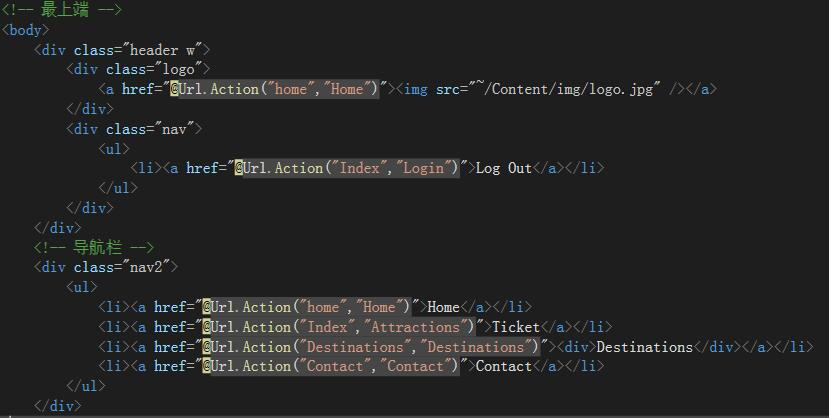 <!-- 最上端 -->
<body>
<div class="header w">
<div class="logo">
<a href="@Url.Action("home","Home")"><img src="~/Content/img/logo.jpg" /></a>
</div>
<div class="nav">
<ul>
<li><a href="@Url.Action("Index","Login")">Log Out</a></li>
</ul>
</div>
</div>
<!-- 导航栏 -->
<div class="nav2">
<ul>
<li><a href="@Url.Action("home","Home")">Home</a></li>
<li><a href="@Url.Action("Index","Attractions")">Ticket</a></li>
<li><a href="@Url.Action("Destinations","Destinations")"><div>Destinations</div></a></li>
<li><a href="@Url.Action("Contact","Contact")">Contact</a></li>
</ul>
</div>